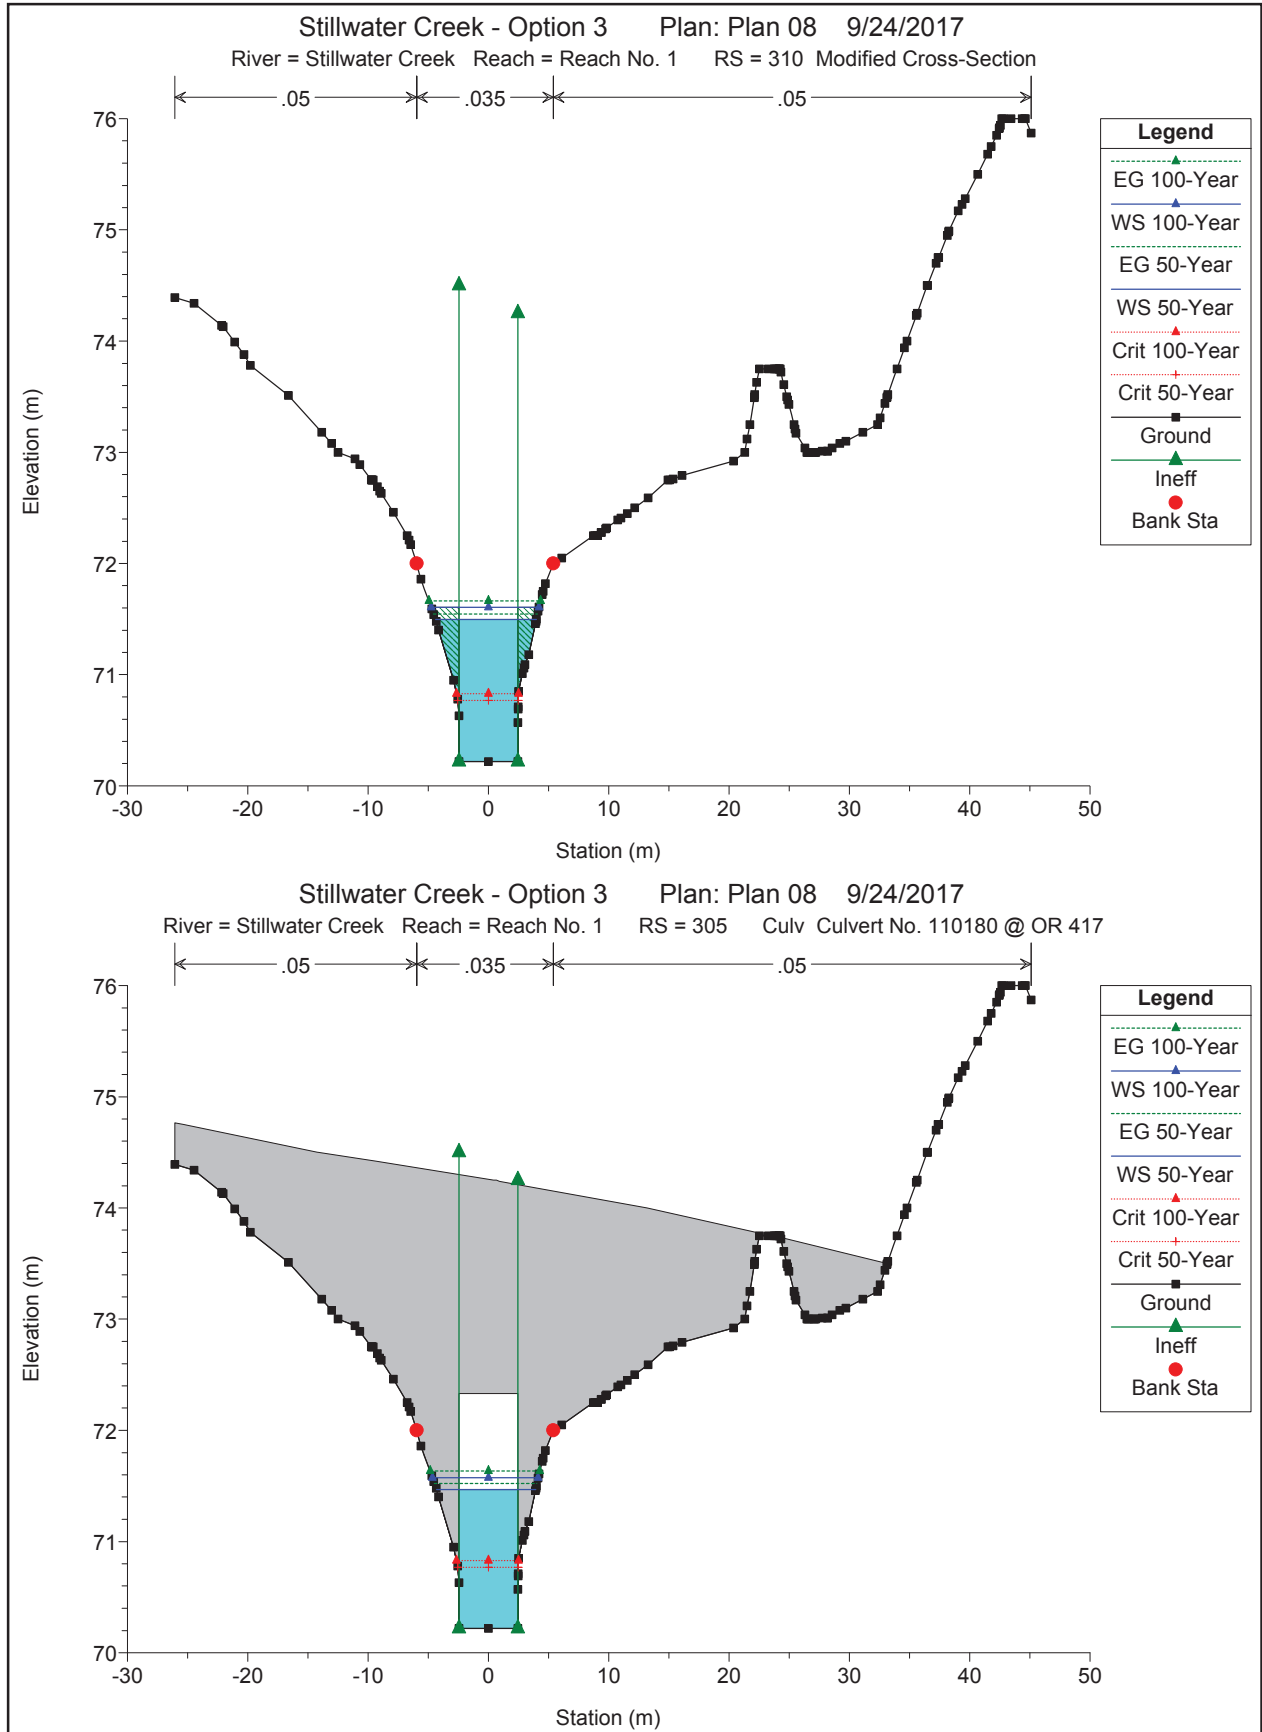 Stillwater Creek - Option 3 Plan: Plan 08 9/24/2017
River = Stillwater Creek Reach = Reach No. 1 RS = 310 Modified Cross-Section
.05 .035 .05
76
75
74
73
72
71
70
Elevation (m)
-30 -20 -10 0 10 20 30 40 50
Station (m)
Legend
EG 100-Year
WS 100-Year
EG 50-Year
WS 50-Year
Crit 100-Year
Crit 50-Year
Ground
Ineff
Bank Sta
Stillwater Creek - Option 3 Plan: Plan 08 9/24/2017
River = Stillwater Creek Reach = Reach No. 1 RS = 305 Culv Culvert No. 110180 @ OR 417
.05 .035 .05
76
75
74
73
72
71
70
Elevation (m)
-30 -20 -10 0 10 20 30 40 50
Station (m)
Legend
EG 100-Year
WS 100-Year
EG 50-Year
WS 50-Year
Crit 100-Year
Crit 50-Year
Ground
Ineff
Bank Sta